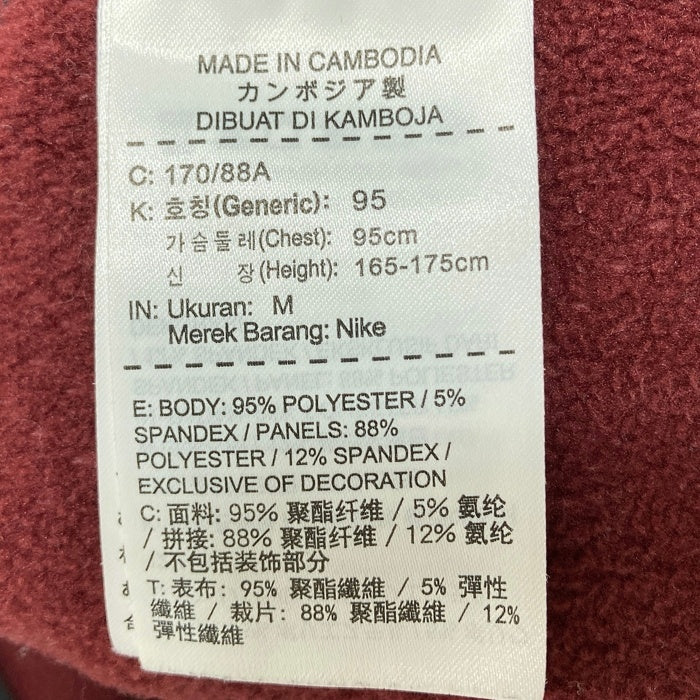 MADE IN CAMBODIA
カンボジア製
DIBUAT DI KAMBOJA
C: 170/88A
K: 호칭(Generic): 95
가슴둘레(Chest): 95cm
신 장(Height): 165-175cm
IN: Ukuran: M
Merek Barang: Nike
E: BODY: 95% POLYESTER / 5%
SPANDEX / PANELS: 88%
POLYESTER / 12% SPANDEX /
EXCLUSIVE OF DECORATION
C: 面料: 95% 聚酯纤维 / 5% 氨纶
/ 拼接: 88% 聚酯纤维 / 12% 氨纶
/ 不包括装饰部分
T: 表布: 95% 聚酯纖維 / 5% 彈性
纖維 / 裁片: 88% 聚酯纖維 / 12%
彈性纖維